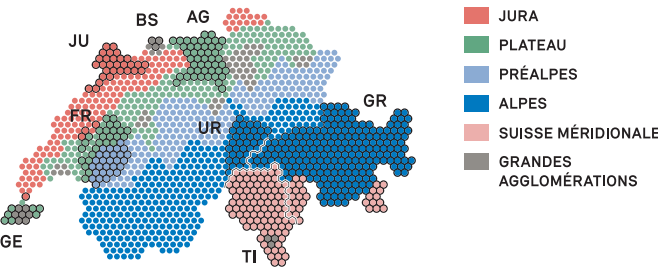 BS
AG
JU
FR
UR
GR
GE
TI
JURA
PLATEAU
PRÉALPES
ALPES
SUISSE MÉRIDIONALE
GRANDES
AGGLOMÉRATIONS